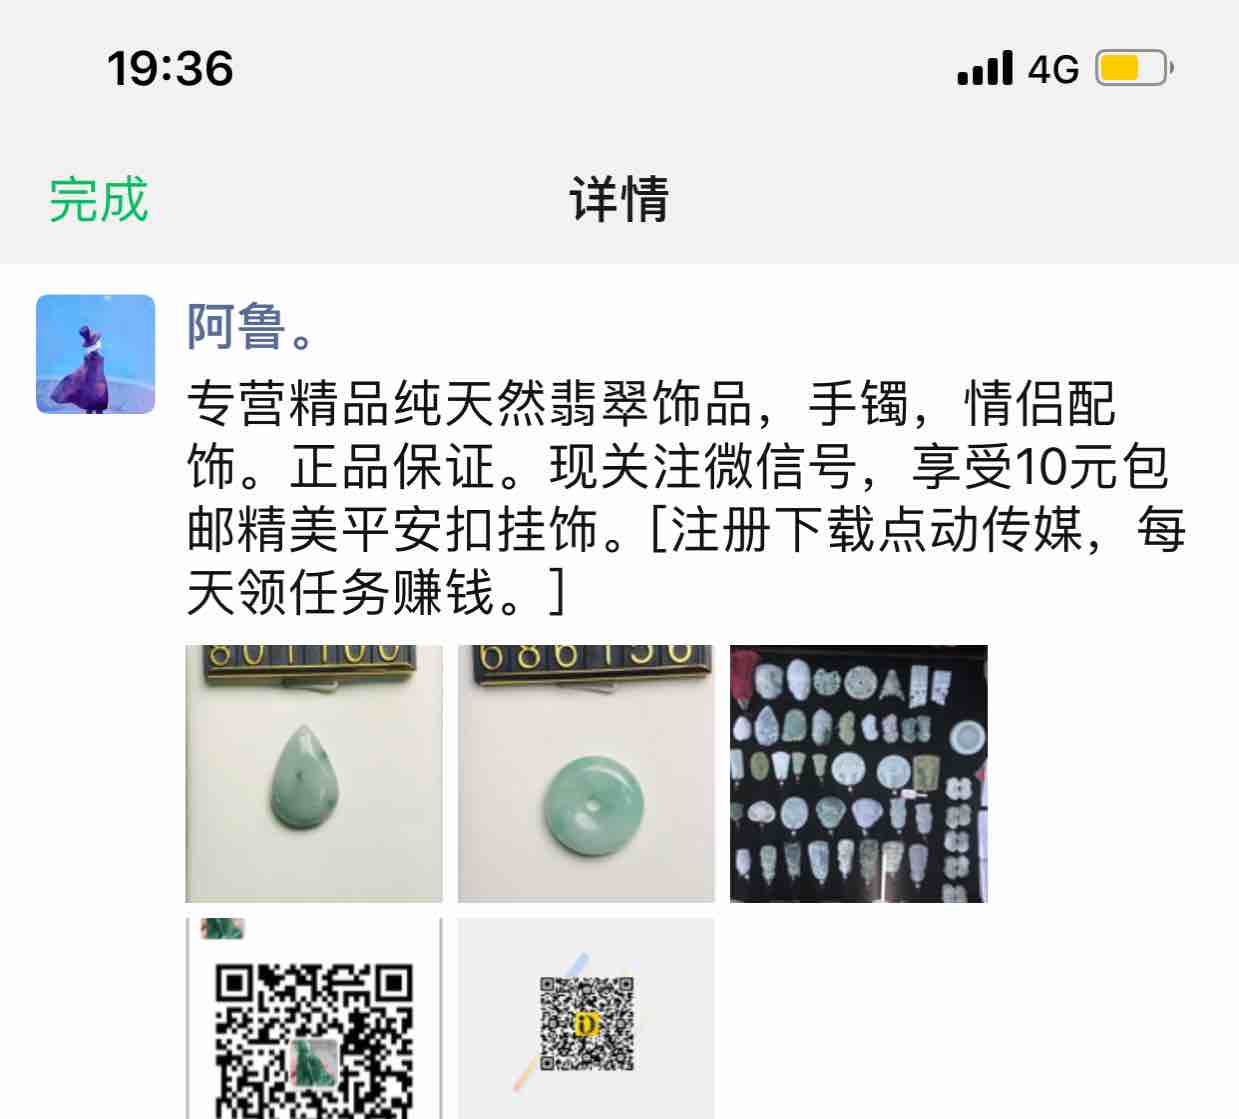 19:36
4G
完成
详情
阿鲁。
专营精品纯天然翡翠饰品，手镯，情侣配
饰。正品保证。现关注微信号，享受10元包
邮精美平安扣挂饰。[注册下载点动传媒，每
天领任务赚钱。]
801100
686156